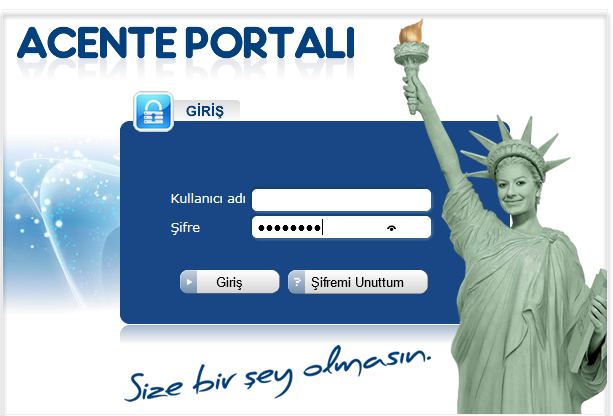 ACENTE PORTALI
GİRİŞ
Kullanıcı adı
Şifre
••••••••
Giriş
? Şifremi Unuttum
Size bir şey olmasın.